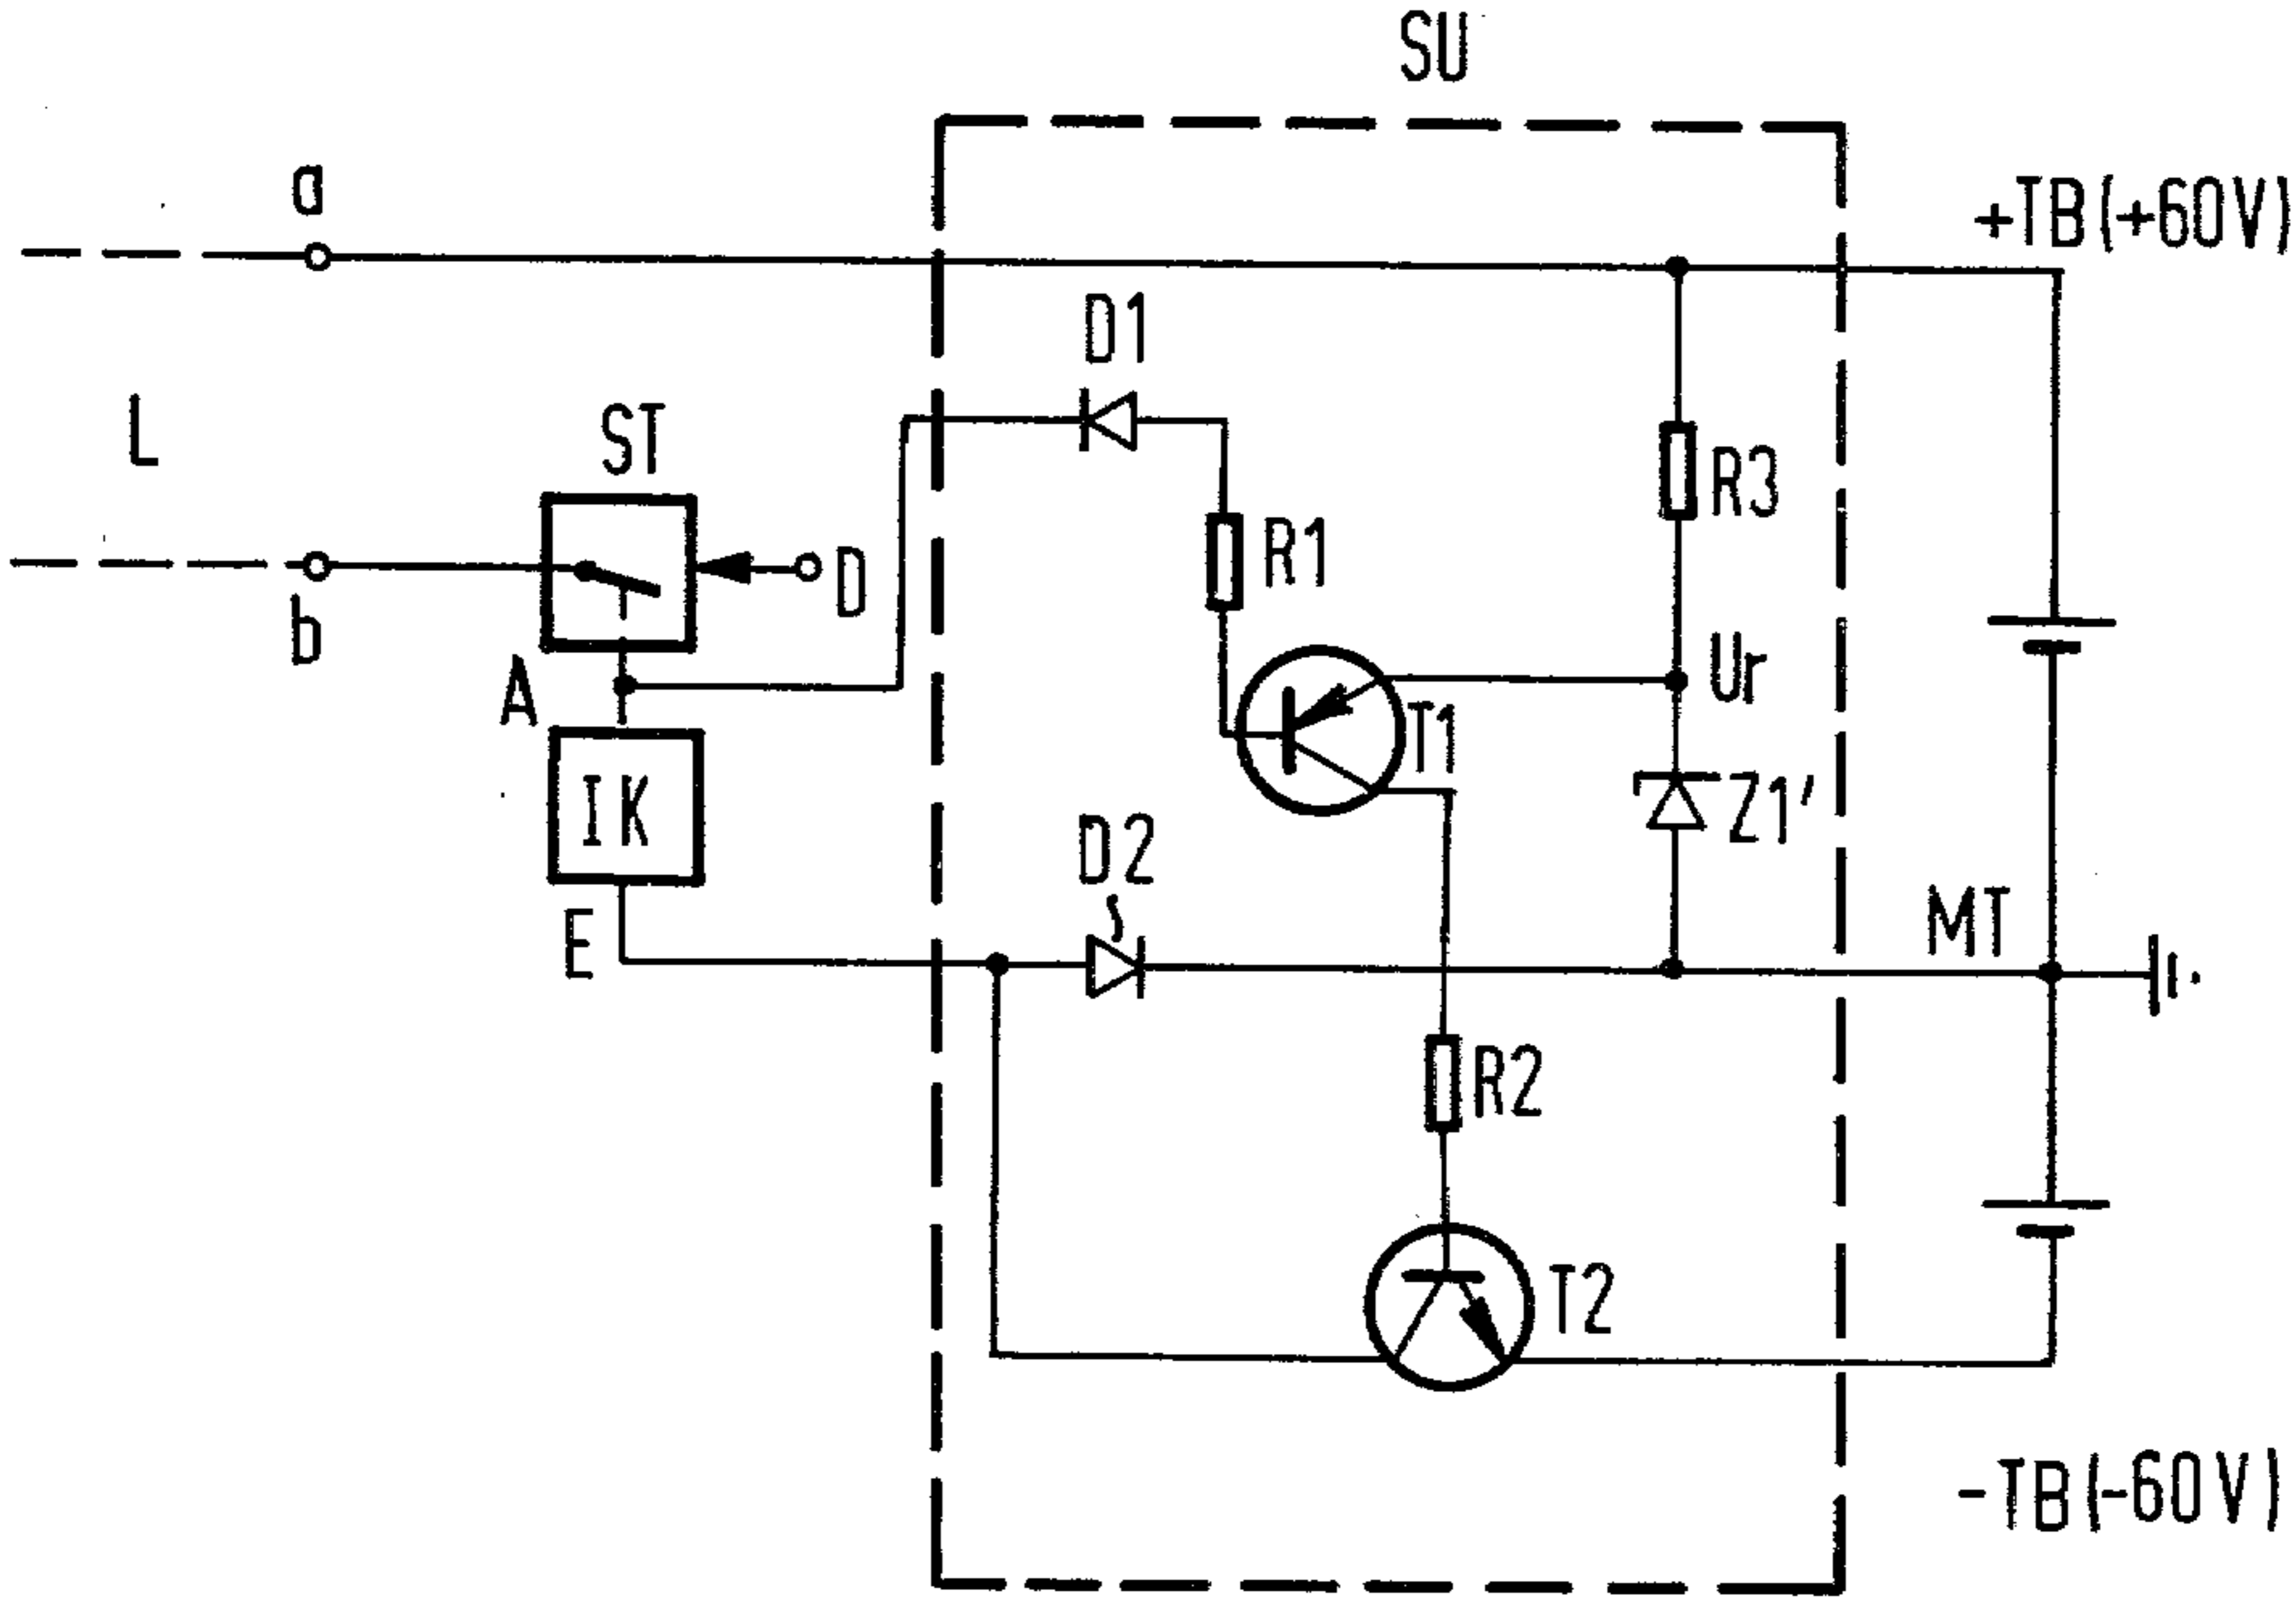 SU
a
+TB(+60V)
D1
L
ST
R3
R1
D
b
Ur
A
T1
IK
Z1'
D2
MT
E
R2
T2
-TB(-60V)